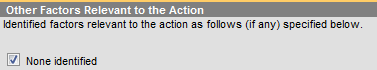 Other Factors Relevant to the Action
Identified factors relevant to the action as follows (if any) specified below.
None identified